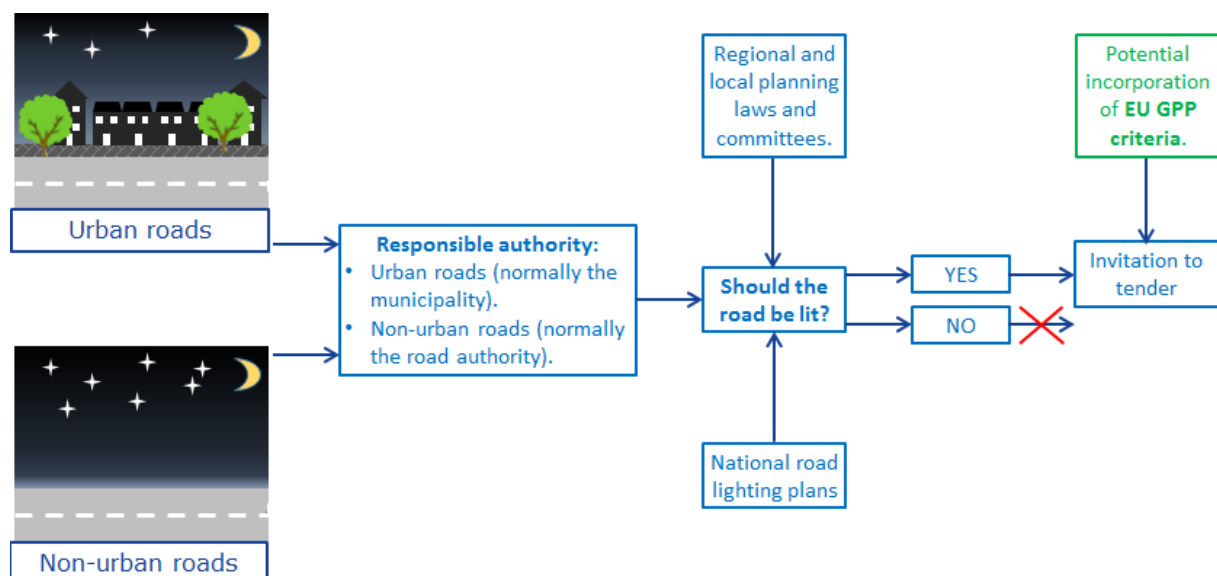 Urban roads
Non-urban roads
Responsible authority:
• Urban roads (normally the
municipality).
• Non-urban roads (normally
the road authority).
Regional and
local planning
laws and
committees.
Should the
road be lit?
National road
lighting plans
YES
NO
Potential
incorporation
of EU GPP
criteria.
Invitation to
tender